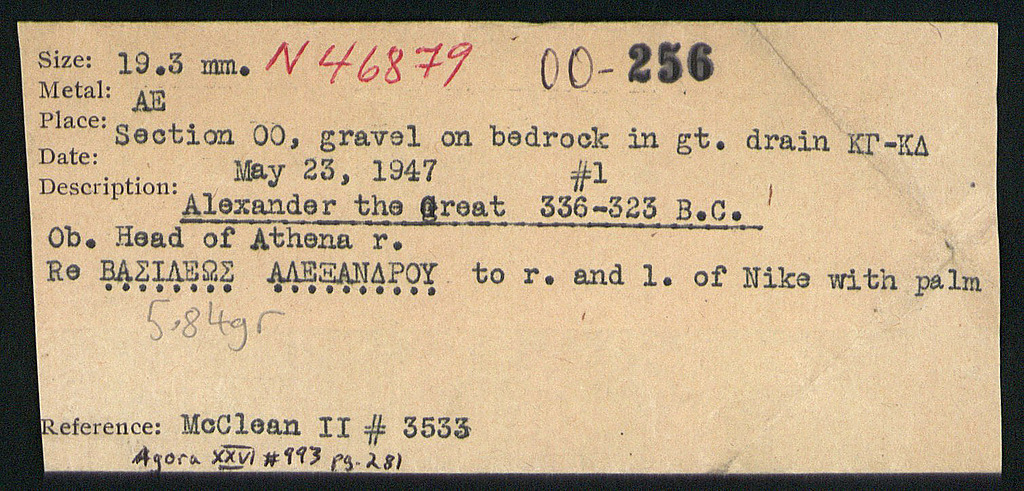 Size: 19.3 mm. N 46879 OO-256
Metal: AE
Place: Section OO, gravel on bedrock in gt. drain ΚΓ-ΚΔ
Date: May 23, 1947 #1
Description: Alexander the Great 336-323 B.C.
Ob. Head of Athena r.
Re ΒΑΣΙΛΕΩΣ ΑΛΕΞΑΝΔΡΟΥ to r. and l. of Nike with palm
5.84gr
Reference: McClean II # 3533
Agora XXVI #993 pg. 281